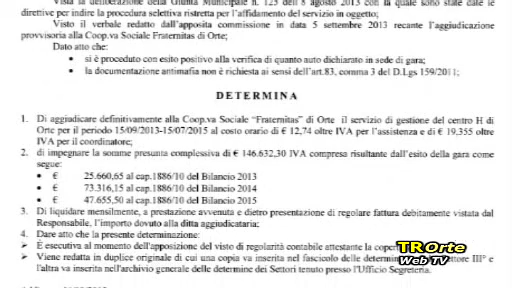 Vista la deliberazione della Giunta Municipale n. 125 dell'8 agosto 2013 con la quale sono state date le
direttive per indire la procedura selettiva ristretta per l'affidamento del servizio in oggetto;
Visto il verbale redatto dall'apposita commissione in data 5 settembre 2013 recante l'aggiudicazione
provvisoria alla Coop.va Sociale Fraternitas di Orte;
Dato atto che:
• si è proceduto con esito positivo alla verifica di quanto auto dichiarato in sede di gara;
• la documentazione antimafia non è richiesta ai sensi dell'art.83, comma 3 del D.Lgs 159/2011;
DETERMINA
1. Di aggiudicare definitivamente alla Coop.va Sociale "Fraternitas" di Orte il servizio di gestione del centro H di
Orte per il periodo 15/09/2013-15/07/2015 al costo orario di € 12,74 oltre IVA per l'assistenza e di € 19,355 oltre
IVA per il coordinatore;
2. di impegnare la somme presunta complessiva di € 146.632,30 IVA compresa risultante dall'esito della gara come
segue:
• € 25.660,65 al cap.1886/10 del Bilancio 2013
• € 73.316,15 al cap.1886/10 del Bilancio 2014
• € 47.655,50 al cap.1886/10 del Bilancio 2015
3. Di liquidare mensilmente, a prestazione avvenuta e dietro presentazione di regolare fattura debitamente vistata dal
Responsabile, l'importo dovuto alla ditta aggiudicataria;
4. Dare atto che la presente determinazione:
➢ È esecutiva al momento dell'apposizione del visto di regolarità contabile attestante la
➢ Viene redatta in duplice originale di cui una copia va inserita nel fascicolo delle III° e
l'altra va inserita nell'archivio generale delle determine dei Settori tenuto presso l'Ufficio Segreteria.
TROrte
Web TV